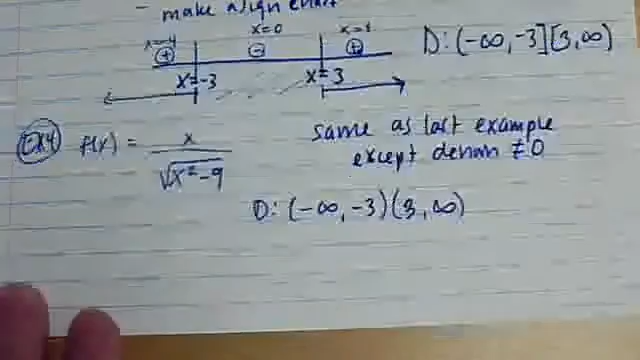 - make a sign chart
x=-4 x=0 x=4
+ - +
x=-3 x=3
D: (-∞, -3][3, ∞)
EX4 f(x) = x / √x²-9
same as last example
except denom ≠0
D: (-∞, -3)(3, ∞)